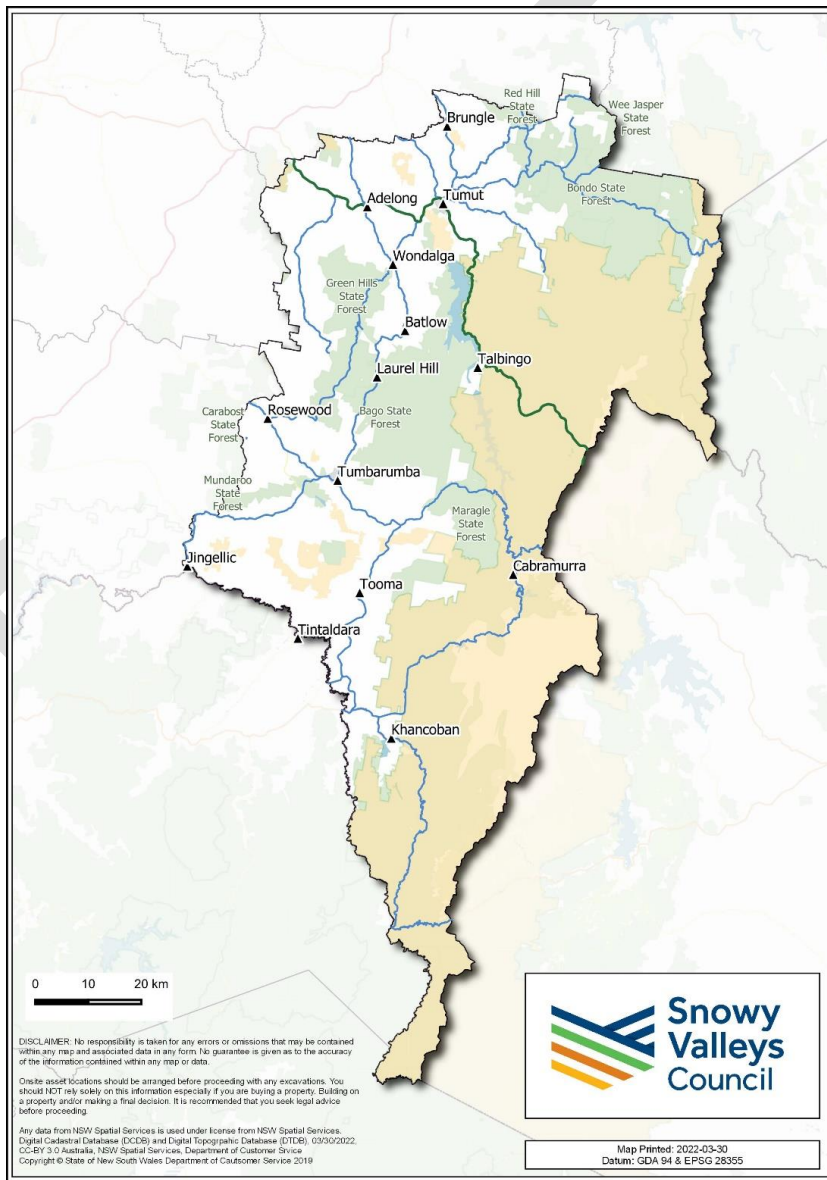 Red Hill
State
Forest
Wee Jasper
State
Forest
Brungle
Bondo State
Forest
Adelong
Tumut
Wondalga
Green Hills
State
Forest
Batlow
Talbingo
Laurel Hill
Carabost
State
Forest
Rosewood
Bago State
Forest
Mundaroo
State
Forest
Tumbarumba
Maragle
State
Forest
Jingellic
Cabramurra
Tooma
Tintaldara
Khancoban
0 10 20 km
DISCLAIMER: No responsibility is taken for any errors or omissions that may be contained
within any map and associated data in any form. No guarantee is given as to the accuracy
of the information contained within any map or data.
Onsite asset locations should be arranged before proceeding with any excavations. You
should NOT rely solely on this information especially if you are buying a property. Building on
a property and/or making a final decision. It is recommended that you seek legal advice
before proceeding.
Any data from NSW Spatial Services is used under license from NSW Spatial Services.
Digital Cadastral Database (DCDB) and Digital Topogrpahic Database (DTDB), 03/30/2022,
CC-BY 3.0 Australia, NSW Spatial Services, Department of Customer Srvice
Copyright © State of New South Wales Department of Cautsomer Service 2019
Snowy
Valleys
Council
Map Printed: 2022-03-30
Datum: GDA 94 & EPSG 28355